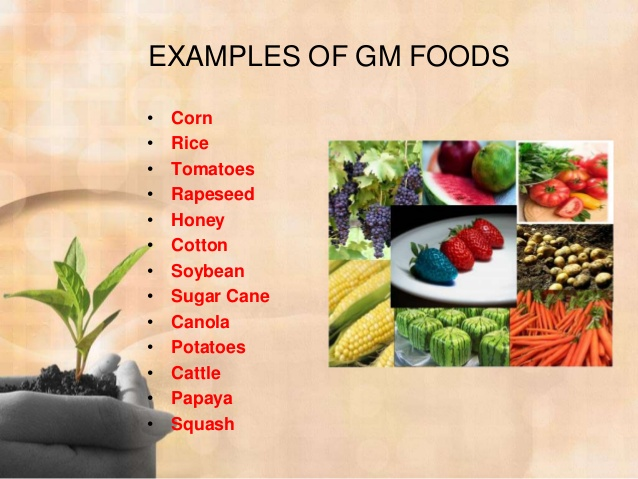 EXAMPLES OF GM FOODS
• Corn
• Rice
• Tomatoes
• Rapeseed
• Honey
• Cotton
• Soybean
• Sugar Cane
• Canola
• Potatoes
• Cattle
• Papaya
• Squash